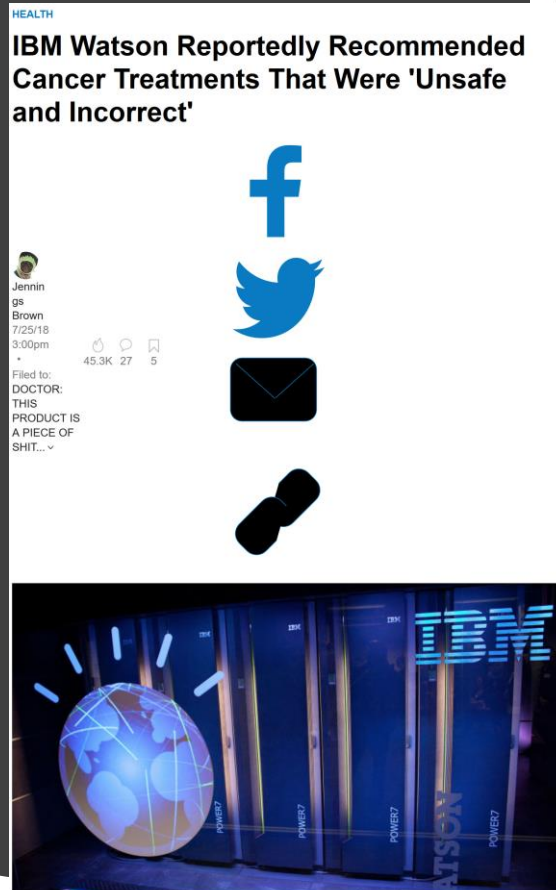 HEALTH
IBM Watson Reportedly Recommended
Cancer Treatments That Were 'Unsafe
and Incorrect'
Jennin
gs
Brown
7/25/18
3:00pm
•
45.3K 27 5
Filed to:
DOCTOR:
THIS
PRODUCT IS
A PIECE OF
SHIT...
IBM
IBM
IBM
POWER7
POWER7
POWER7
WATSON